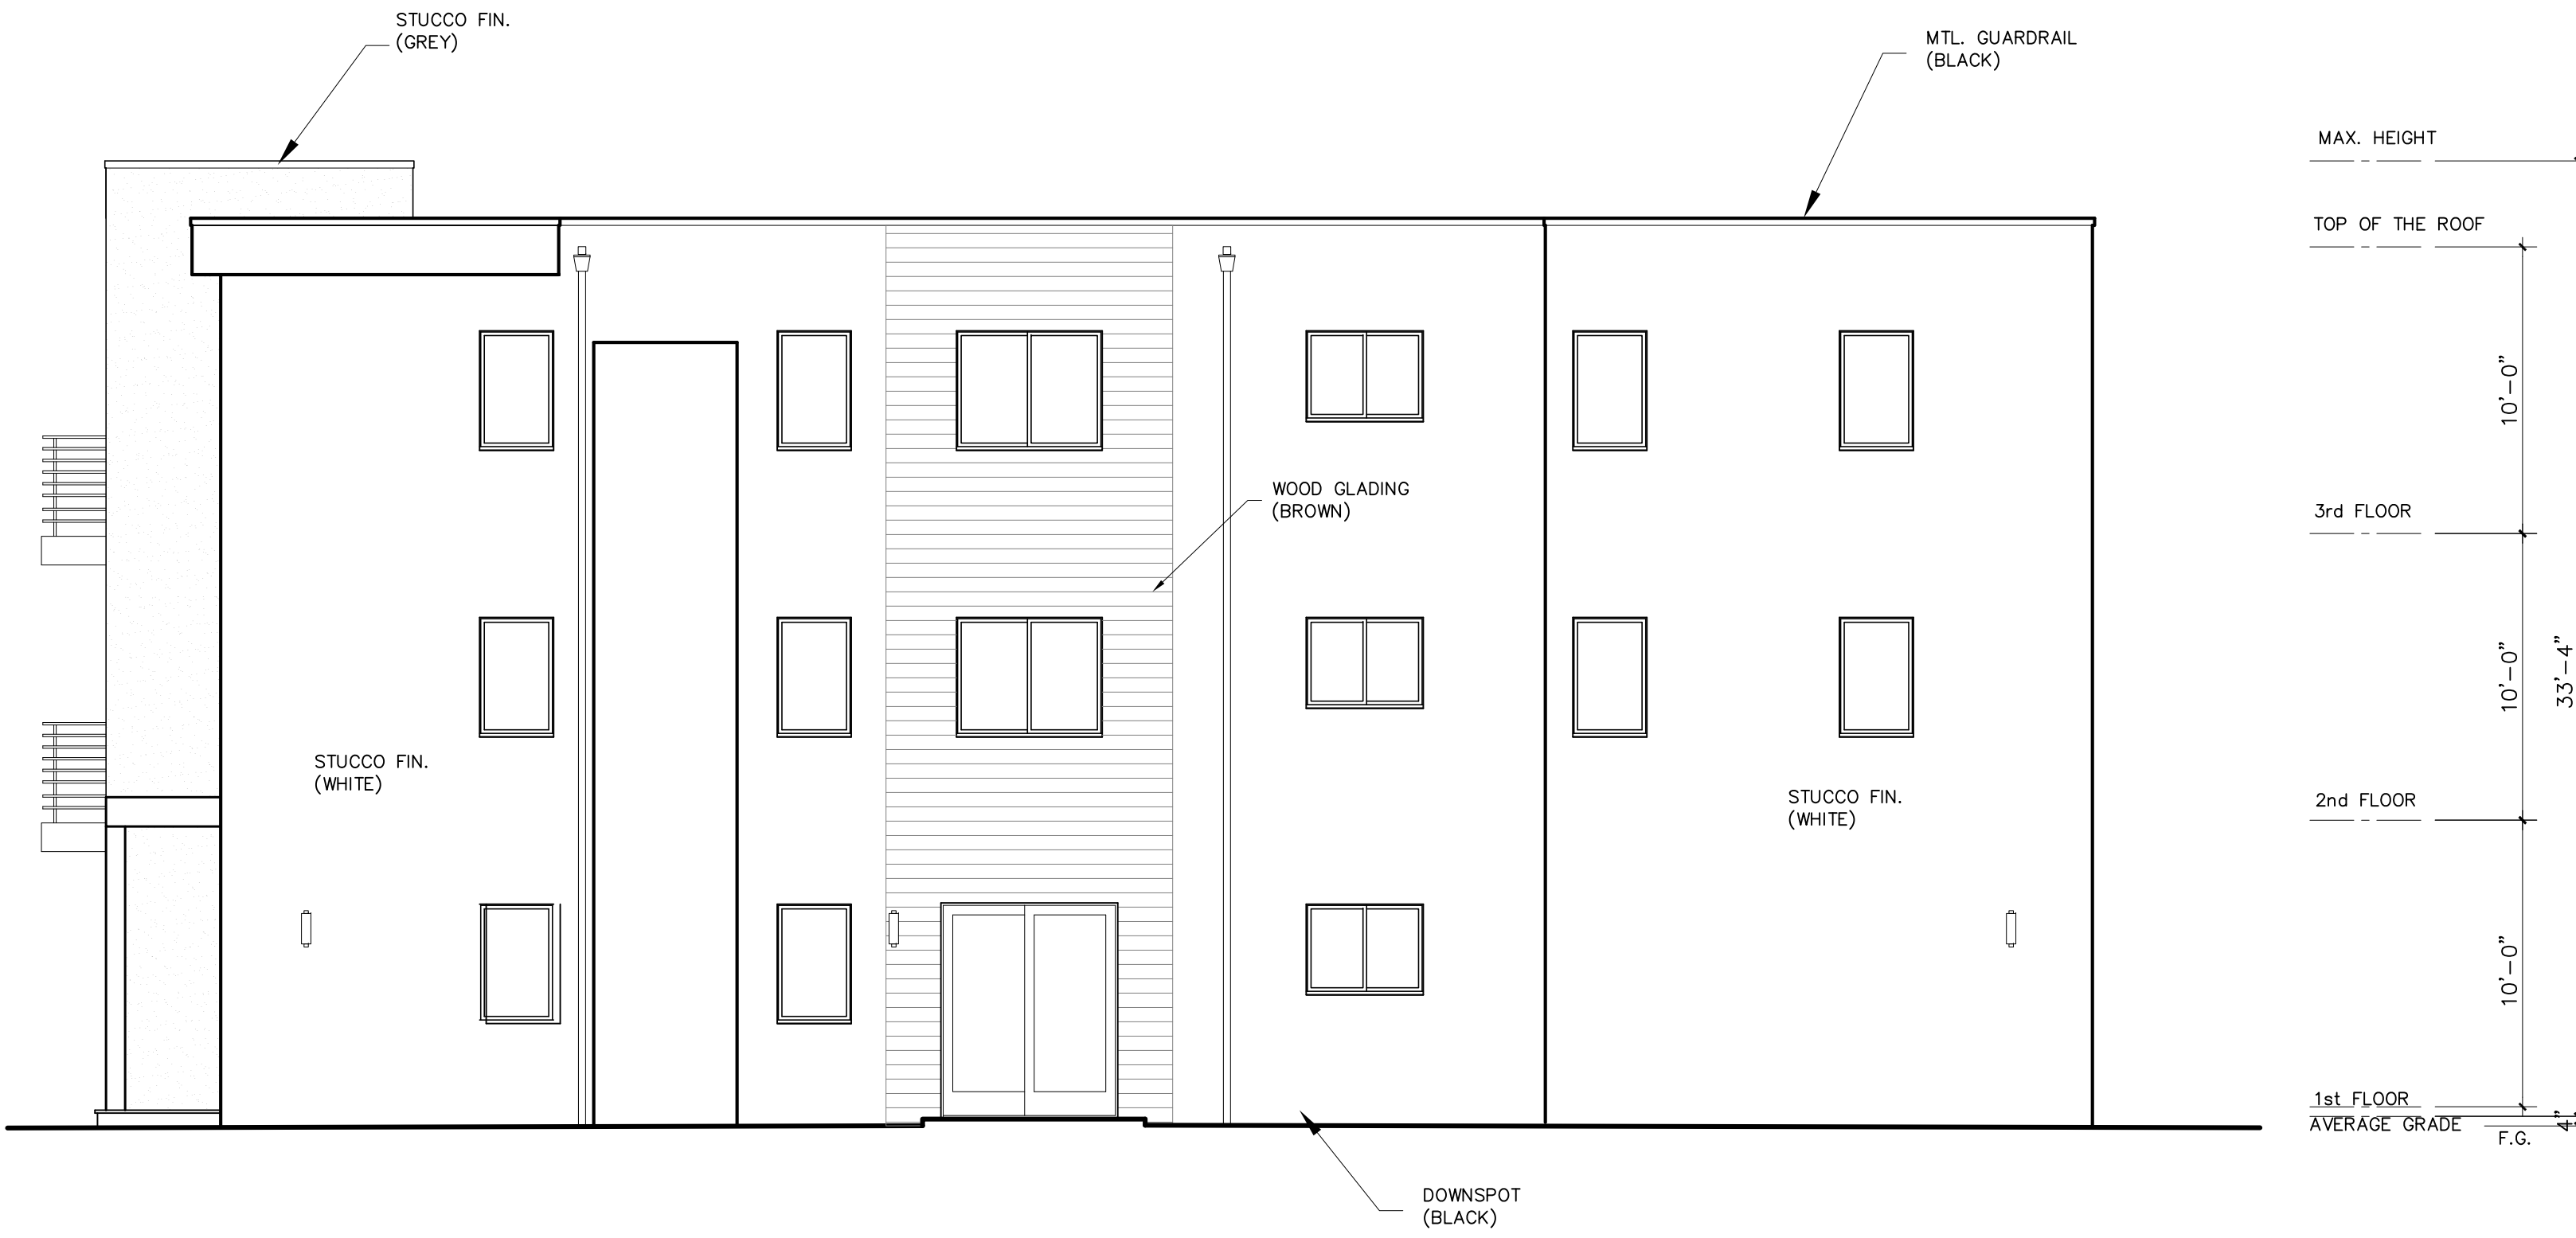 STUCCO FIN.
(GREY)
MTL. GUARDRAIL
(BLACK)
MAX. HEIGHT
TOP OF THE ROOF
10'-0"
WOOD GLADING
(BROWN)
3rd FLOOR
10'-0"
33'-4"
STUCCO FIN.
(WHITE)
STUCCO FIN.
(WHITE)
2nd FLOOR
10'-0"
1st FLOOR
AVERAGE GRADE
F.G.
4"
DOWNSPOT
(BLACK)